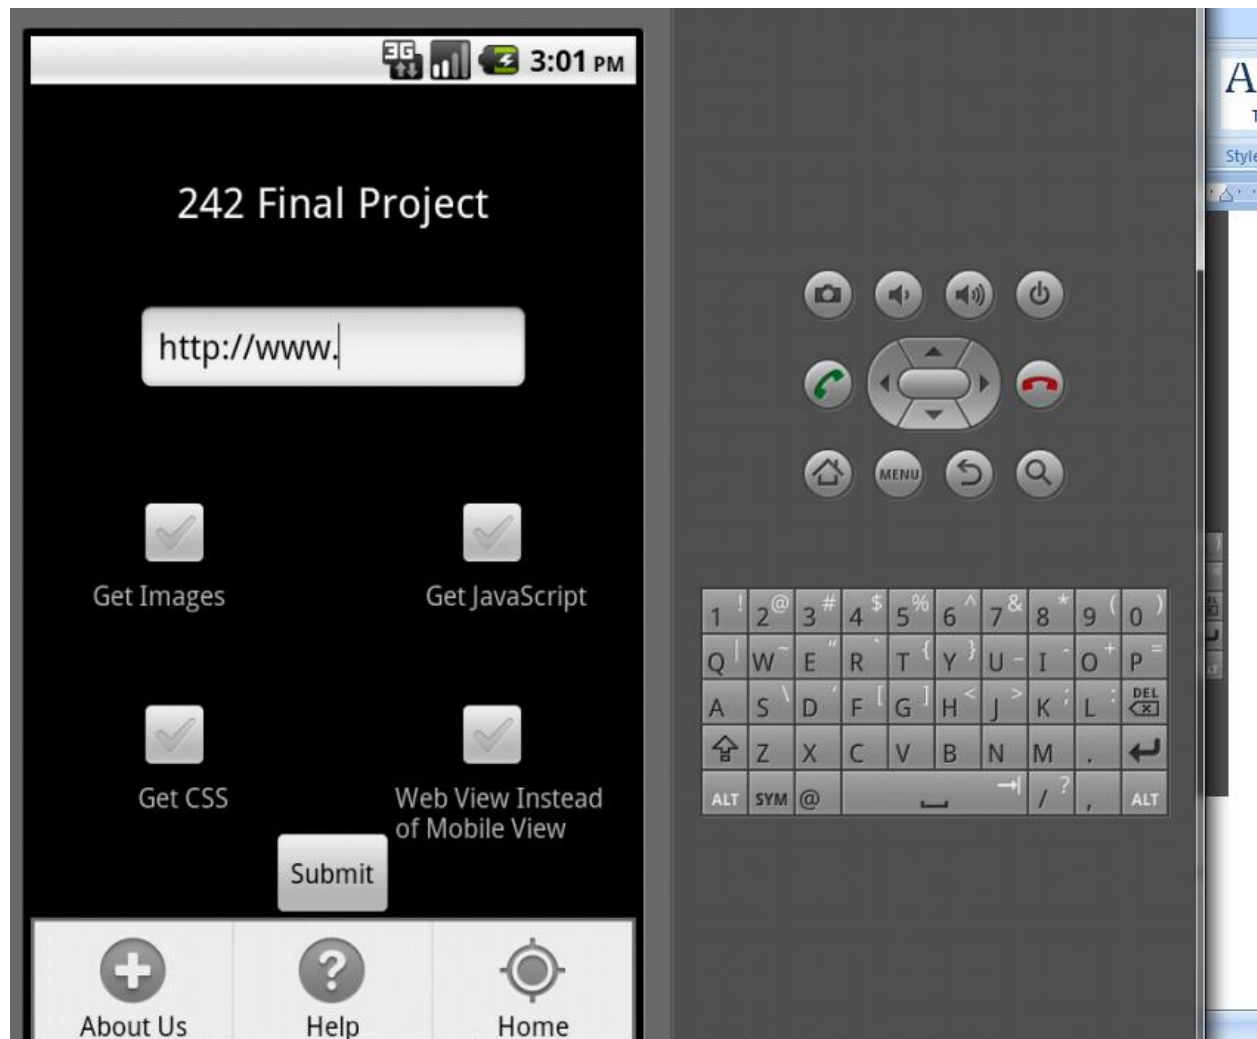 3G 3:01 PM
242 Final Project
http://www.
Get Images
Get JavaScript
Get CSS
Web View Instead
of Mobile View
Submit
About Us
Help
Home
MENU
1 ! 2 @ 3 # 4 $ 5 % 6 ^ 7 & 8 * 9 ( 0 )
Q | W ~ E " R ` T { Y } U _ I - O + P =
A S \ D ' F [ G ] H < J > K ; L : DEL
Z X C V B N M .
ALT SYM @ / ? , ALT
A
Style